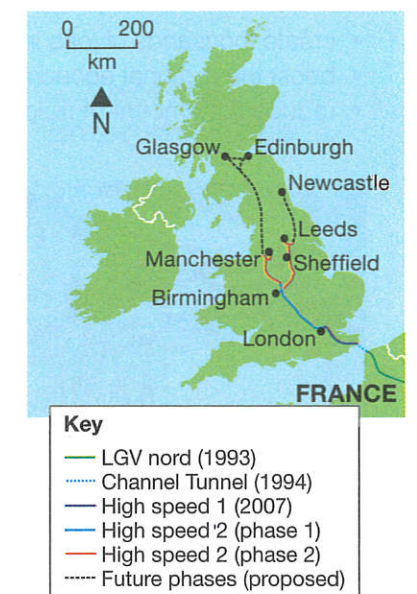 0 200
km
N
Glasgow Edinburgh
Newcastle
Leeds
Manchester Sheffield
Birmingham
London
FRANCE
Key
LGV nord (1993)
Channel Tunnel (1994)
High speed 1 (2007)
High speed 2 (phase 1)
High speed 2 (phase 2)
Future phases (proposed)